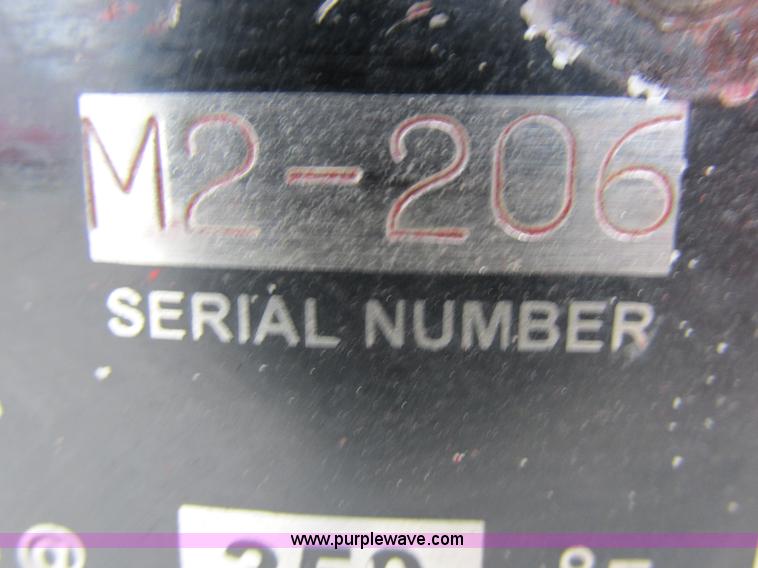 M2-206
SERIAL NUMBER
@
www.purplewave.com